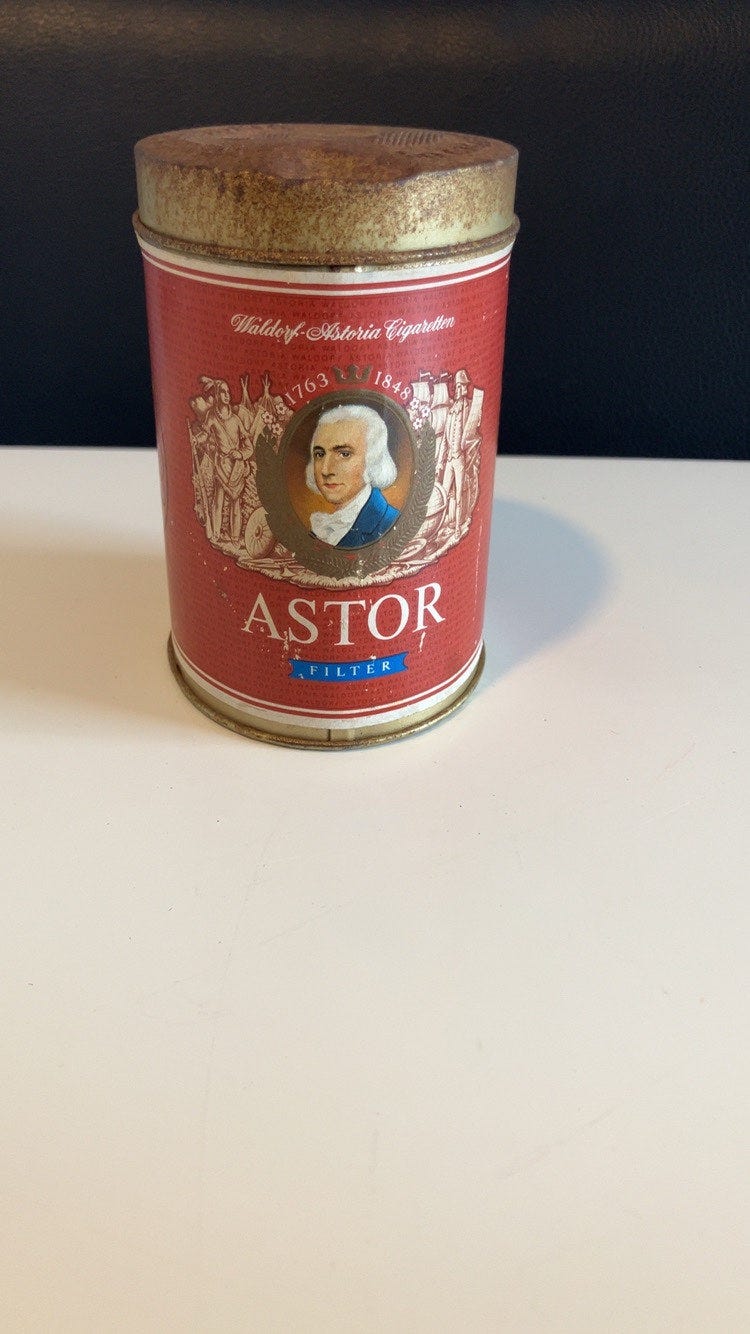 Waldorf-Astoria Cigaretten
1763 1848
ASTOR
FILTER